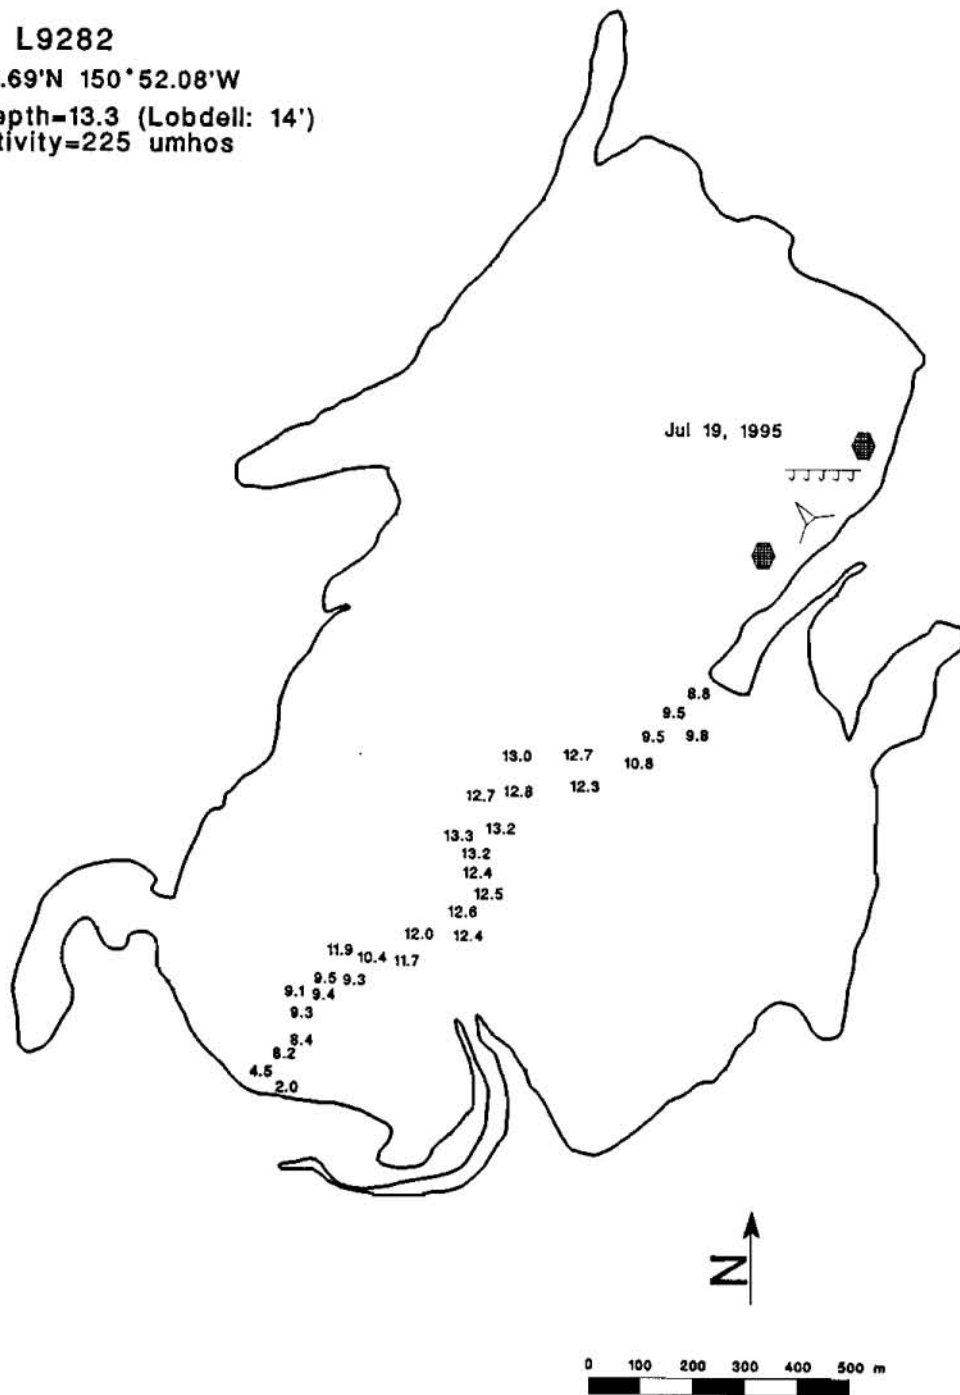 L9282
.69'N 150°52.08'W
epth=13.3 (Lobdell: 14')
tivity=225 umhos
Jul 19, 1995
8.8
9.5
9.5 9.8
13.0 12.7 10.8
12.7 12.8 12.3
13.3 13.2
13.2
12.4
12.5
12.6
12.0 12.4
11.9 10.4 11.7
9.5 9.3
9.1 9.4
9.3
8.4
8.2
4.5
2.0
N
0 100 200 300 400 500 m